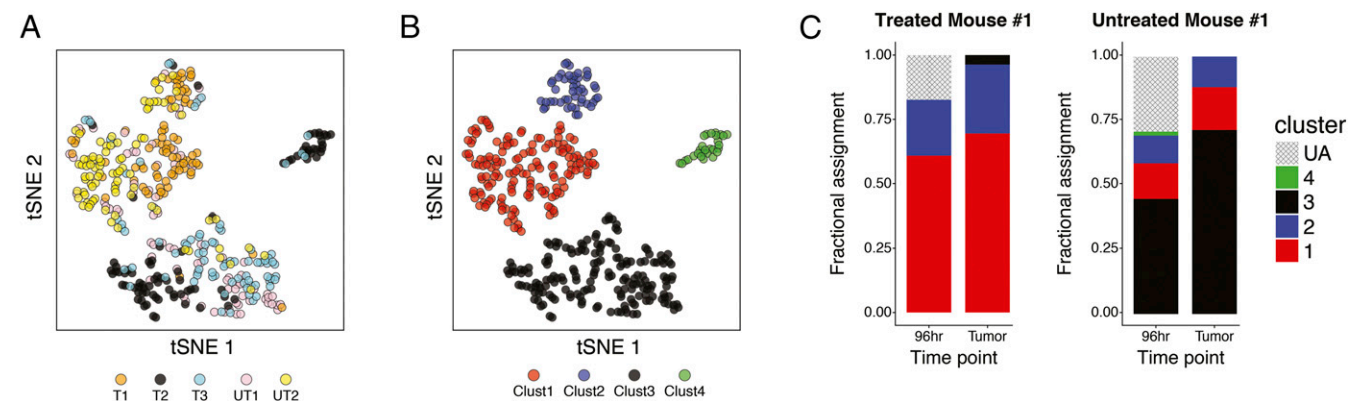 A
tSNE 2
tSNE 1
T1 T2 T3 UT1 UT2
B
tSNE 2
tSNE 1
Clust1 Clust2 Clust3 Clust4
C
Treated Mouse #1
Fractional assignment
1.00
0.75
0.50
0.25
0.00
96hr Tumor
Time point
Untreated Mouse #1
Fractional assignment
1.00
0.75
0.50
0.25
0.00
96hr Tumor
Time point
cluster
UA
4
3
2
1